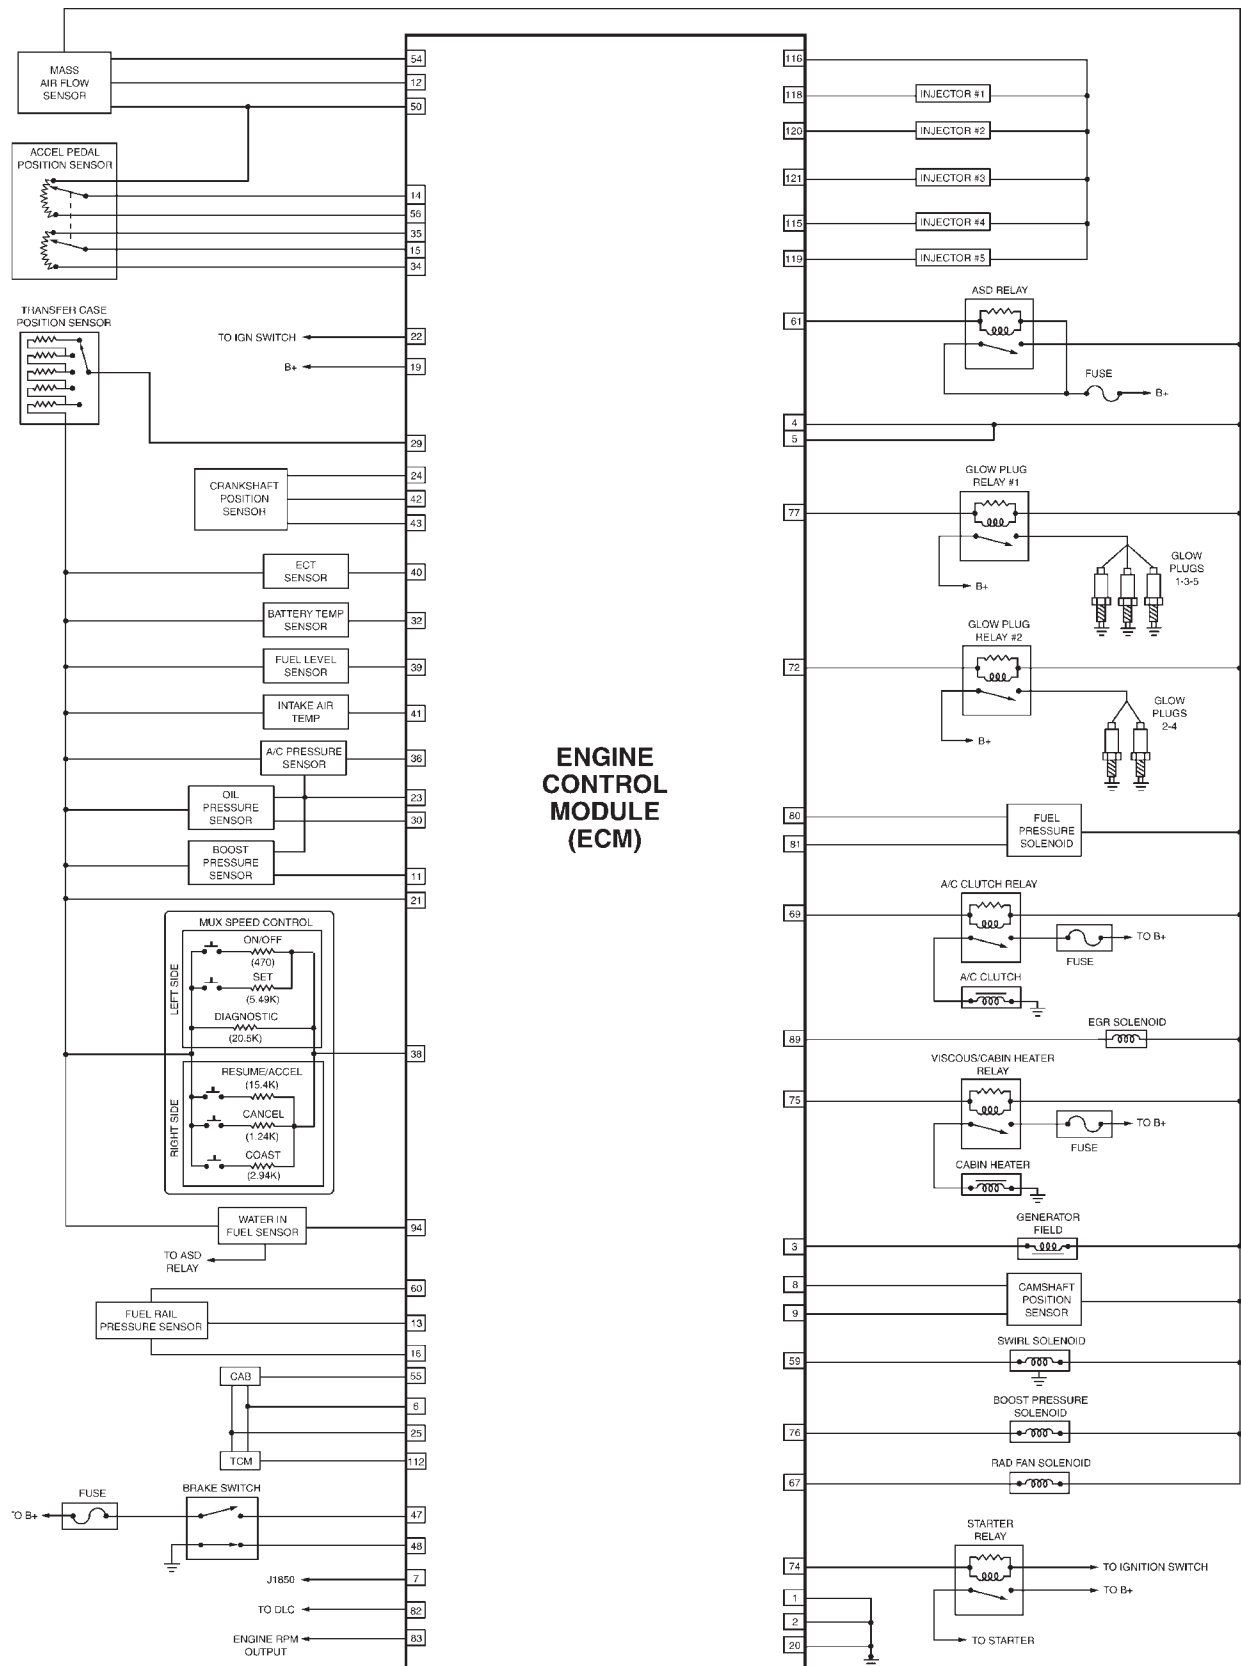 MASS
AIR FLOW
SENSOR
54
12
50
ACCEL PEDAL
POSITION SENSOR
14
56
35
15
34
TRANSFER CASE
POSITION SENSOR
TO IGN SWITCH
22
B+
19
29
CRANKSHAFT
POSITION
SENSOR
24
42
43
ECT
SENSOR
40
BATTERY TEMP
SENSOR
32
FUEL LEVEL
SENSOR
39
INTAKE AIR
TEMP
41
A/C PRESSURE
SENSOR
36
OIL
PRESSURE
SENSOR
23
30
BOOST
PRESSURE
SENSOR
11
21
MUX SPEED CONTROL
LEFT SIDE
ON/OFF
(470)
SET
(5.49K)
DIAGNOSTIC
(20.5K)
38
RIGHT SIDE
RESUME/ACCEL
(15.4K)
CANCEL
(1.24K)
COAST
(2.94K)
WATER IN
FUEL SENSOR
94
TO ASD
RELAY
60
FUEL RAIL
PRESSURE SENSOR
13
16
CAB
55
6
25
TCM
112
FUSE
BRAKE SWITCH
TO B+
47
48
J1850
7
TO DLC
82
ENGINE RPM
OUTPUT
83
ENGINE
CONTROL
MODULE
(ECM)
116
118
INJECTOR #1
120
INJECTOR #2
121
INJECTOR #3
115
INJECTOR #4
119
INJECTOR #5
ASD RELAY
61
FUSE
B+
4
5
GLOW PLUG
RELAY #1
77
GLOW
PLUGS
1-3-5
B+
GLOW PLUG
RELAY #2
72
GLOW
PLUGS
2-4
B+
80
81
FUEL
PRESSURE
SOLENOID
A/C CLUTCH RELAY
69
TO B+
FUSE
A/C CLUTCH
EGR SOLENOID
89
VISCOUS/CABIN HEATER
RELAY
75
TO B+
FUSE
CABIN HEATER
GENERATOR
FIELD
3
8
9
CAMSHAFT
POSITION
SENSOR
SWIRL SOLENOID
59
BOOST PRESSURE
SOLENOID
76
RAD FAN SOLENOID
67
STARTER
RELAY
74
TO IGNITION SWITCH
TO B+
1
2
20
TO STARTER